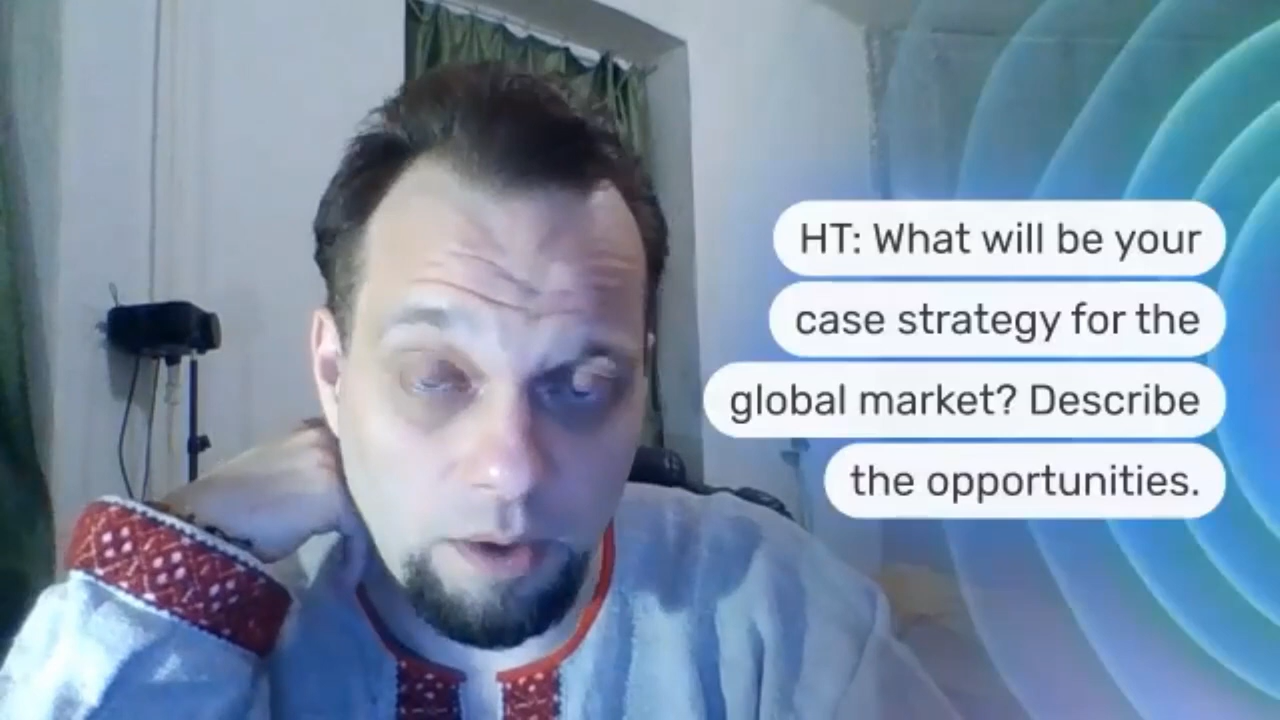 HT: What will be your
case strategy for the
global market? Describe
the opportunities.